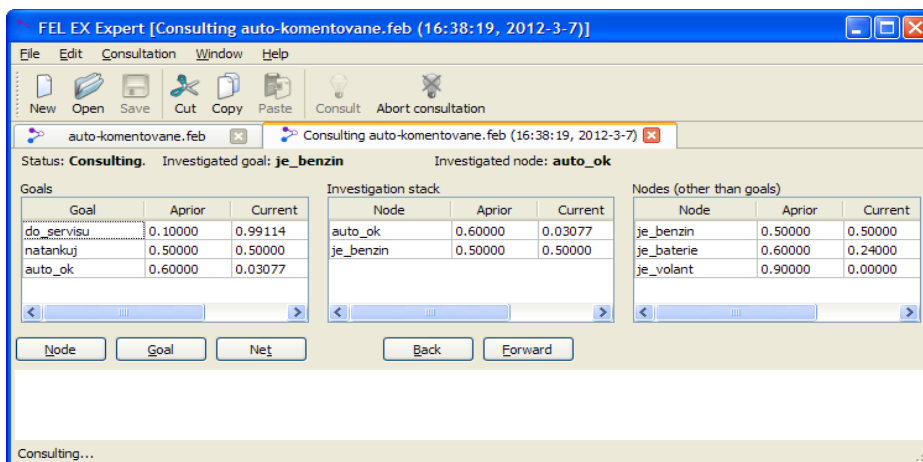 FEL EX Expert [Consulting auto-komentovane.feb (16:38:19, 2012-3-7)]
File Edit Consultation Window Help
New Open Save Cut Copy Paste Consult Abort consultation
auto-komentovane.feb Consulting auto-komentovane.feb (16:38:19, 2012-3-7)
Status: Consulting. Investigated goal: je_benzin Investigated node: auto_ok
Goals Investigation stack Nodes (other than goals)
Goal Aprior Current Node Aprior Current Node Aprior Current
do_servisu 0.10000 0.99114 auto_ok 0.60000 0.03077 je_benzin 0.50000 0.50000
natankuj 0.50000 0.50000 je_benzin 0.50000 0.50000 je_baterie 0.60000 0.24000
auto_ok 0.60000 0.03077 je_volant 0.90000 0.00000
Node Goal Net Back Forward
Consulting...